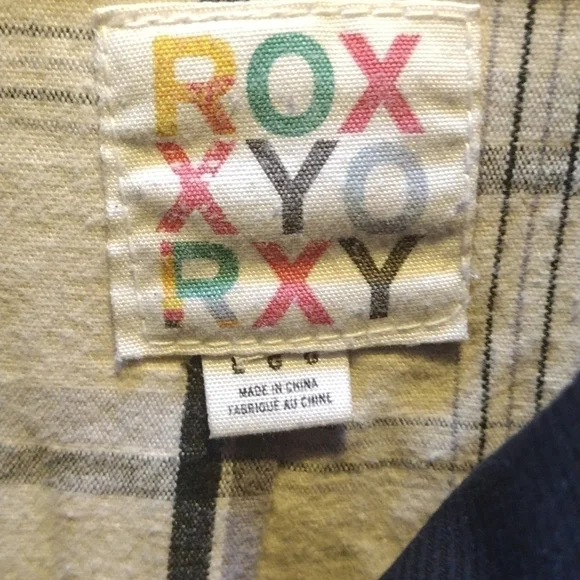 ROX
XYO
RXY
L G G
MADE IN CHINA
FABRIQUÉ AU CHINE